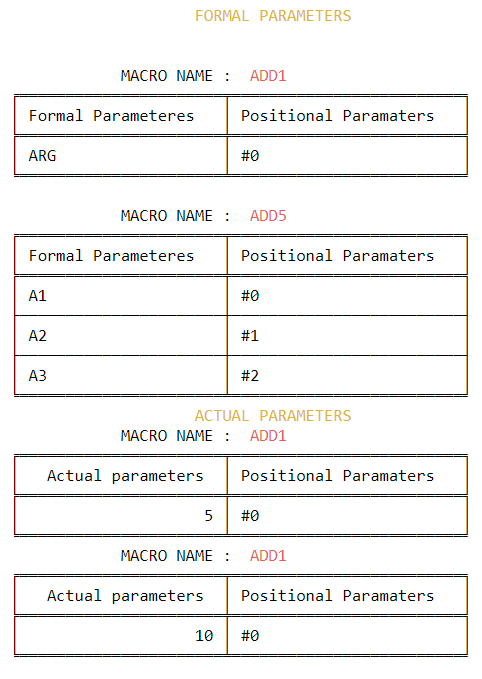 FORMAL PARAMETERS
MACRO NAME : ADD1
Formal Parameteres Positional Paramaters
ARG #0
MACRO NAME : ADD5
Formal Parameteres Positional Paramaters
A1 #0
A2 #1
A3 #2
ACTUAL PARAMETERS
MACRO NAME : ADD1
Actual parameters Positional Paramaters
5 #0
MACRO NAME : ADD1
Actual parameters Positional Paramaters
10 #0